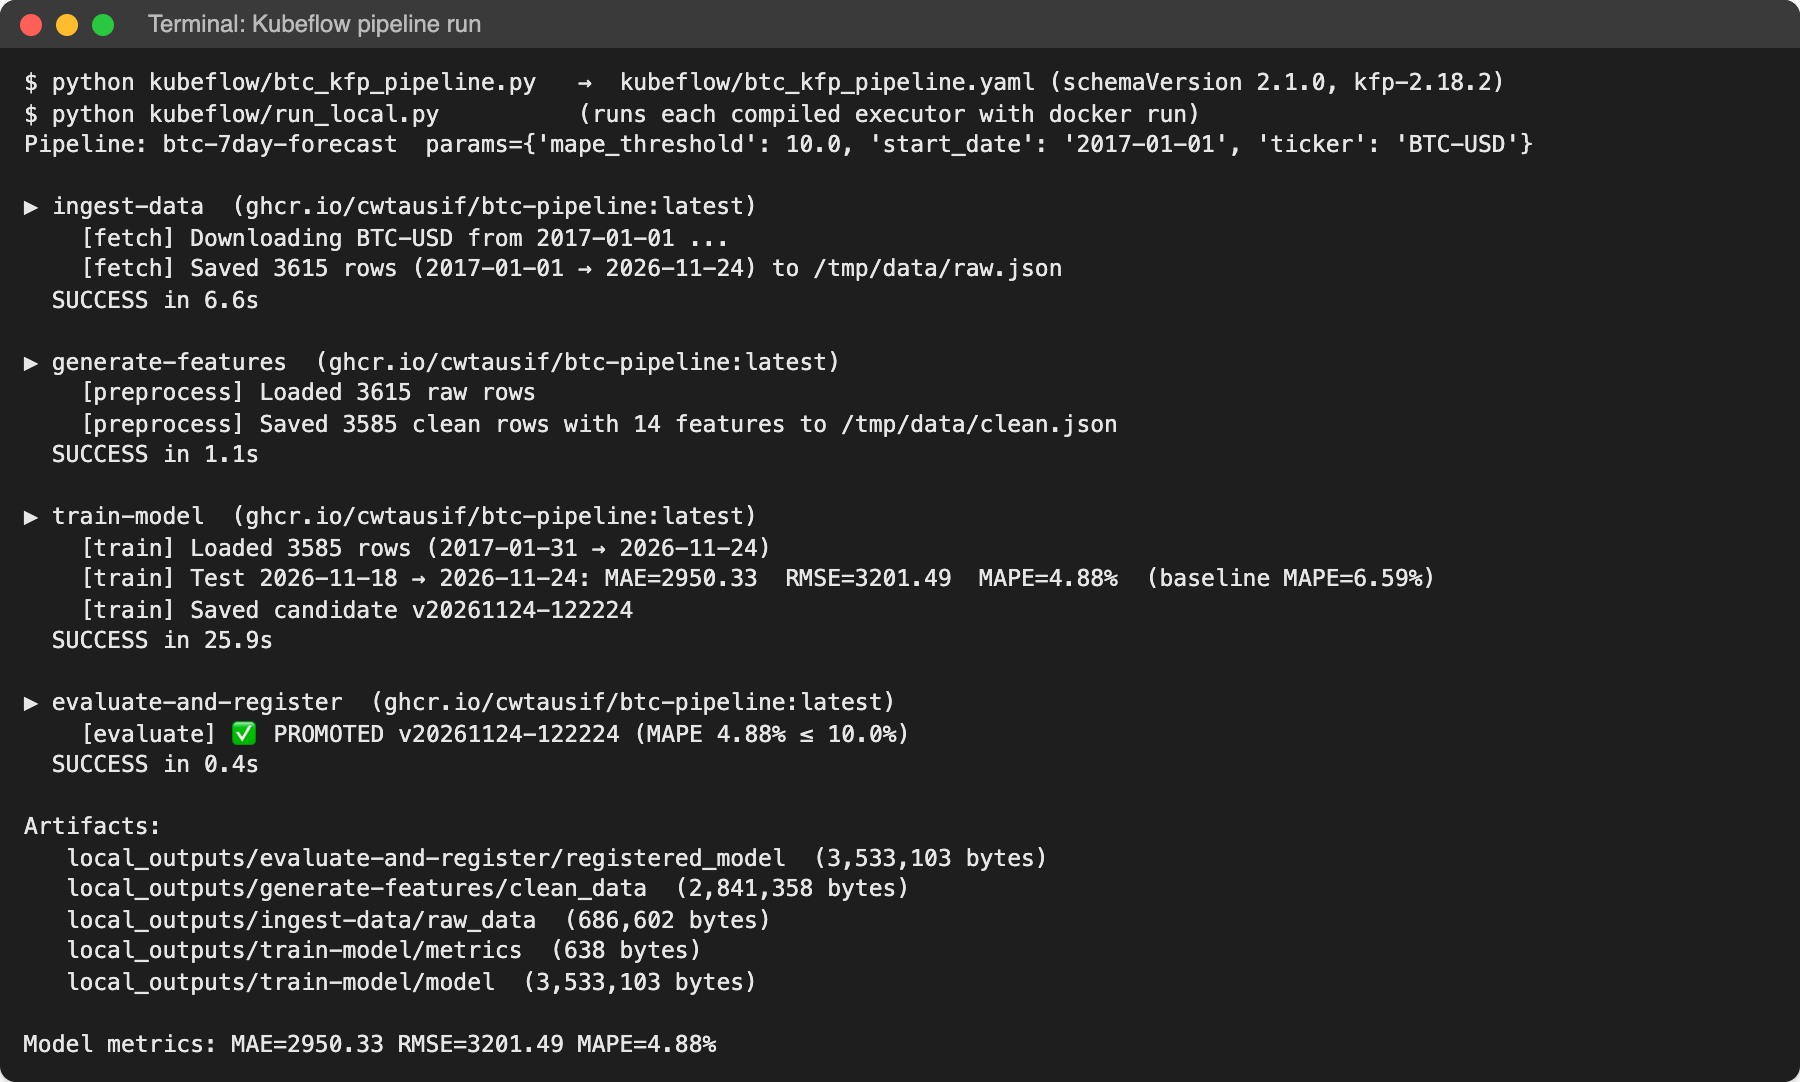 Terminal: Kubeflow pipeline run
$ python kubeflow/btc_kfp_pipeline.py   →  kubeflow/btc_kfp_pipeline.yaml (schemaVersion 2.1.0, kfp-2.18.2)
$ python kubeflow/run_local.py          (runs each compiled executor with docker run)
Pipeline: btc-7day-forecast  params={'mape_threshold': 10.0, 'start_date': '2017-01-01', 'ticker': 'BTC-USD'}
▶ ingest-data  (ghcr.io/cwtausif/btc-pipeline:latest)
[fetch] Downloading BTC-USD from 2017-01-01 ...
[fetch] Saved 3615 rows (2017-01-01 → 2026-11-24) to /tmp/data/raw.json
SUCCESS in 6.6s
▶ generate-features  (ghcr.io/cwtausif/btc-pipeline:latest)
[preprocess] Loaded 3615 raw rows
[preprocess] Saved 3585 clean rows with 14 features to /tmp/data/clean.json
SUCCESS in 1.1s
▶ train-model  (ghcr.io/cwtausif/btc-pipeline:latest)
[train] Loaded 3585 rows (2017-01-31 → 2026-11-24)
[train] Test 2026-11-18 → 2026-11-24: MAE=2950.33  RMSE=3201.49  MAPE=4.88%  (baseline MAPE=6.59%)
[train] Saved candidate v20261124-122224
SUCCESS in 25.9s
▶ evaluate-and-register  (ghcr.io/cwtausif/btc-pipeline:latest)
[evaluate] ✅ PROMOTED v20261124-122224 (MAPE 4.88% ≤ 10.0%)
SUCCESS in 0.4s
Artifacts:
local_outputs/evaluate-and-register/registered_model  (3,533,103 bytes)
local_outputs/generate-features/clean_data  (2,841,358 bytes)
local_outputs/ingest-data/raw_data  (686,602 bytes)
local_outputs/train-model/metrics  (638 bytes)
local_outputs/train-model/model  (3,533,103 bytes)
Model metrics: MAE=2950.33 RMSE=3201.49 MAPE=4.88%